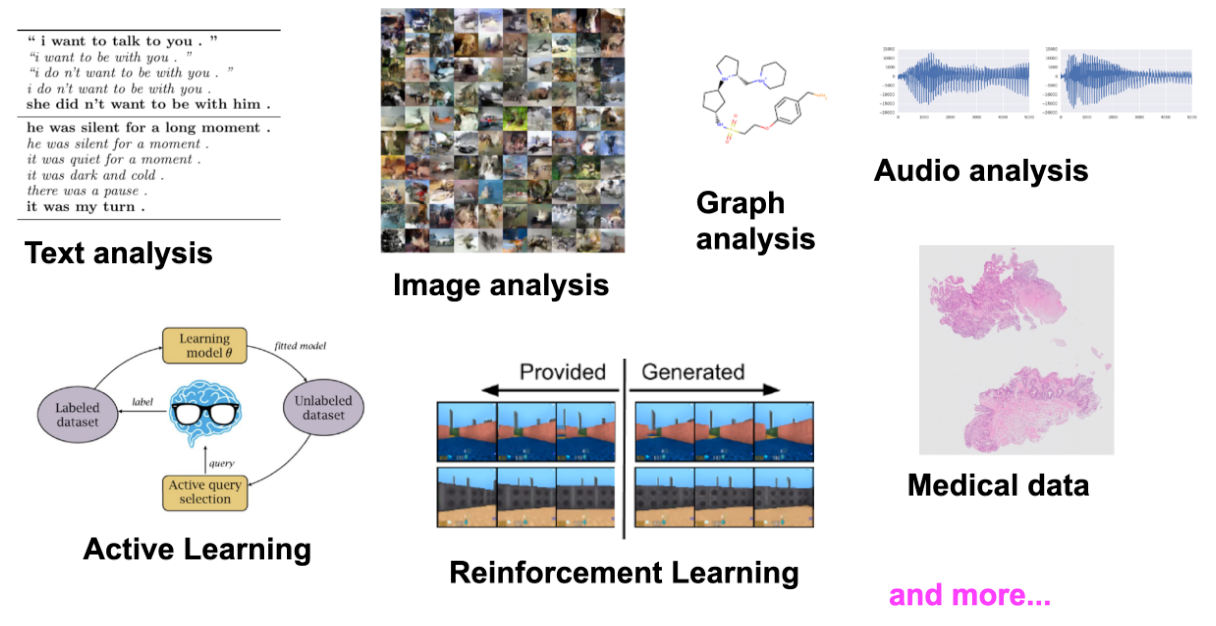 “ i want to talk to you . ”
“i want to be with you . ”
“i do n’t want to be with you . ”
i do n’t want to be with you .
she did n’t want to be with him .
he was silent for a long moment .
he was silent for a moment .
it was quiet for a moment .
it was dark and cold .
there was a pause .
it was my turn .
Text analysis
Image analysis
Graph
analysis
Audio analysis
Learning
model θ
fitted model
Labeled
dataset
label
Unlabeled
dataset
query
Active query
selection
Active Learning
Provided
Generated
Reinforcement Learning
Medical data
and more...